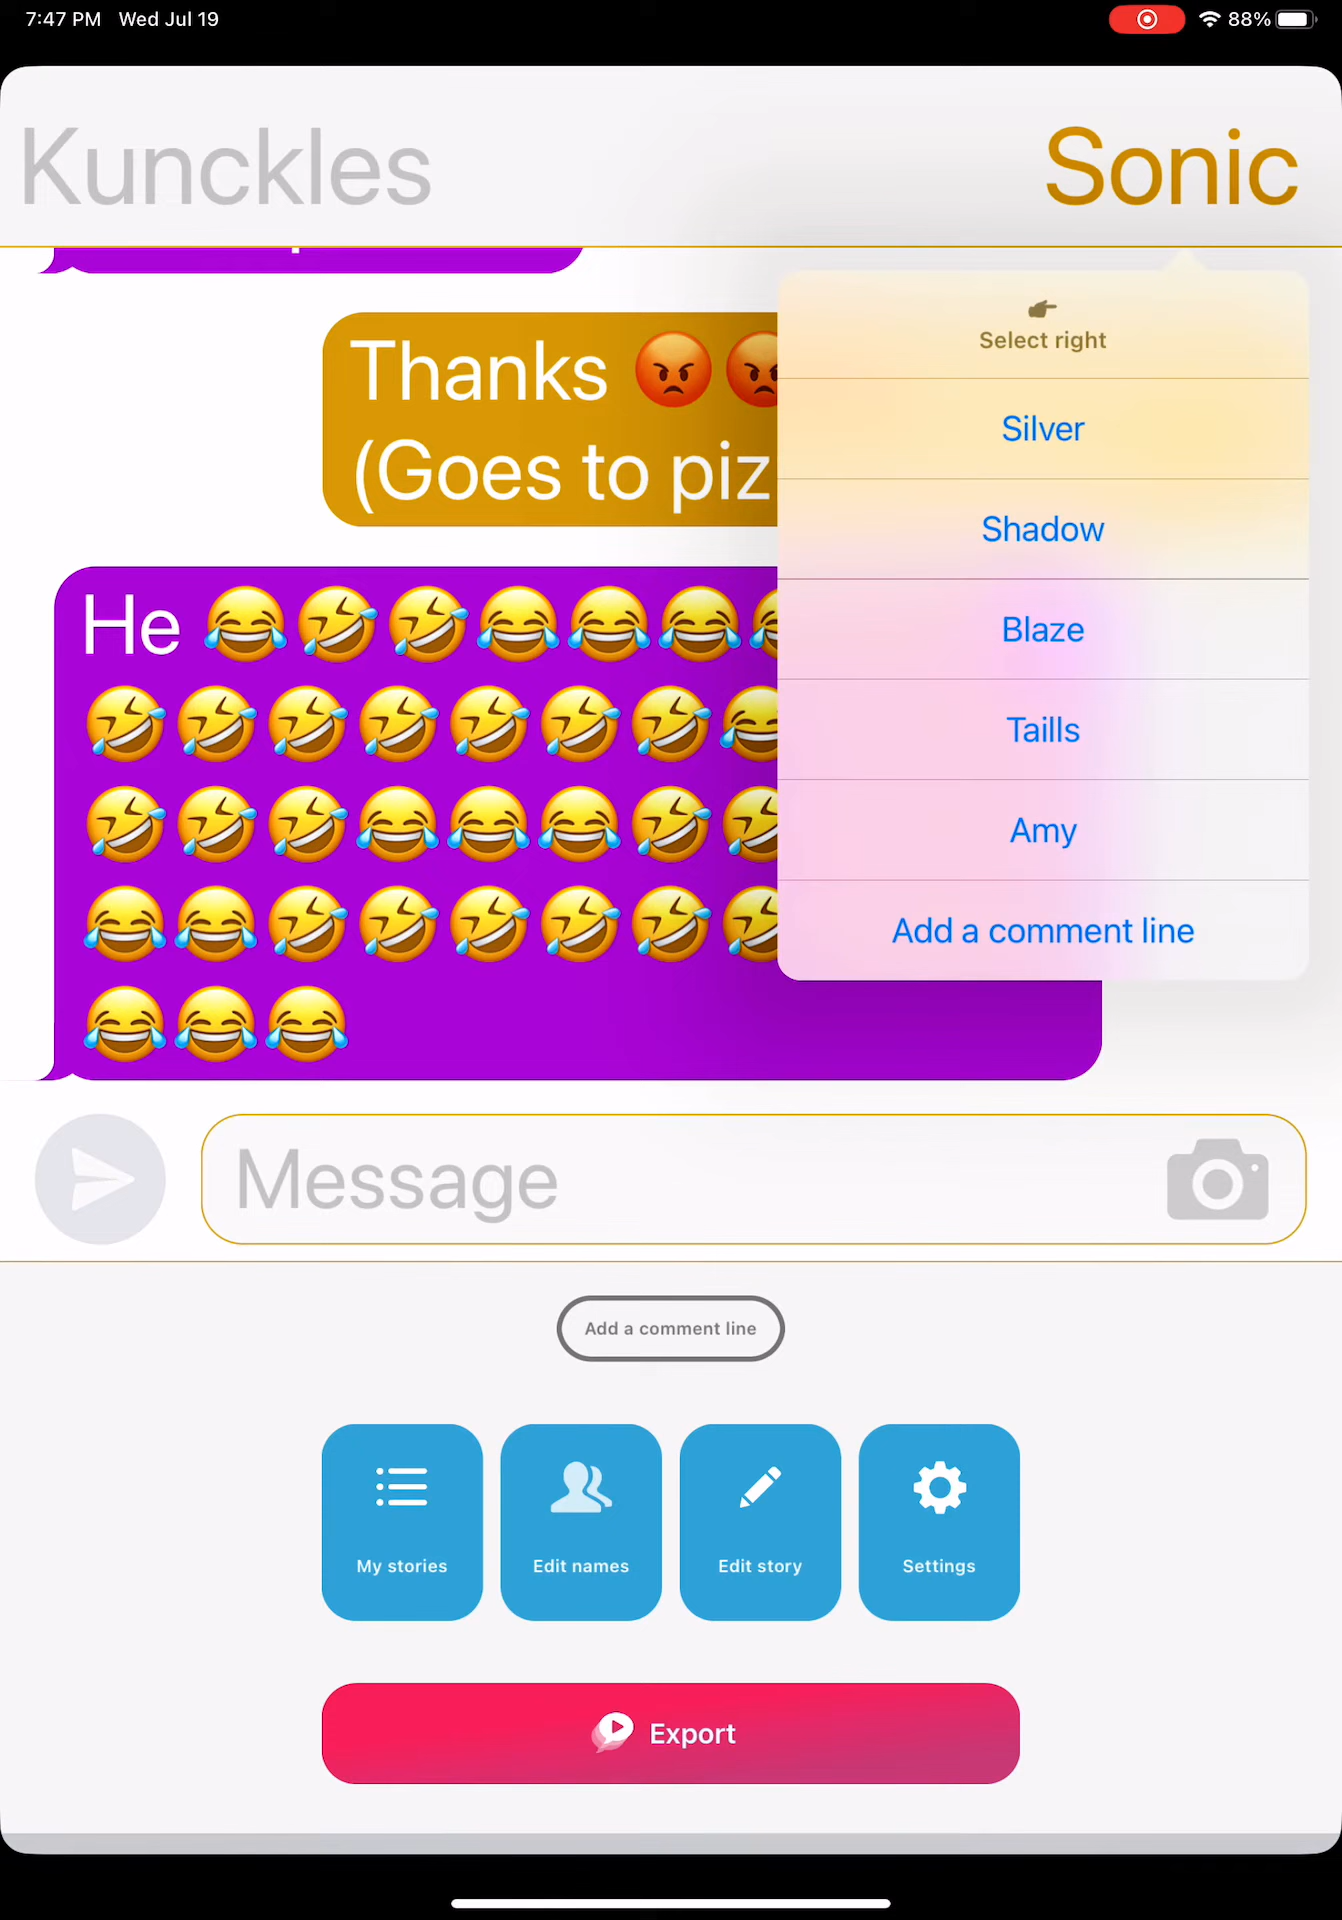 7:47 PM Wed Jul 19
88%
Kunckles
Sonic
Thanks 😡
(Goes to piz
Select right
Silver
Shadow
Blaze
Taills
Amy
Add a comment line
He 😂🤣🤣😂😂😂
🤣🤣🤣🤣🤣🤣🤣😂
🤣🤣🤣😂😂😂🤣🤣
😂😂🤣🤣🤣🤣🤣🤣
😂😂😂
Message
Add a comment line
My stories
Edit names
Edit story
Settings
Export